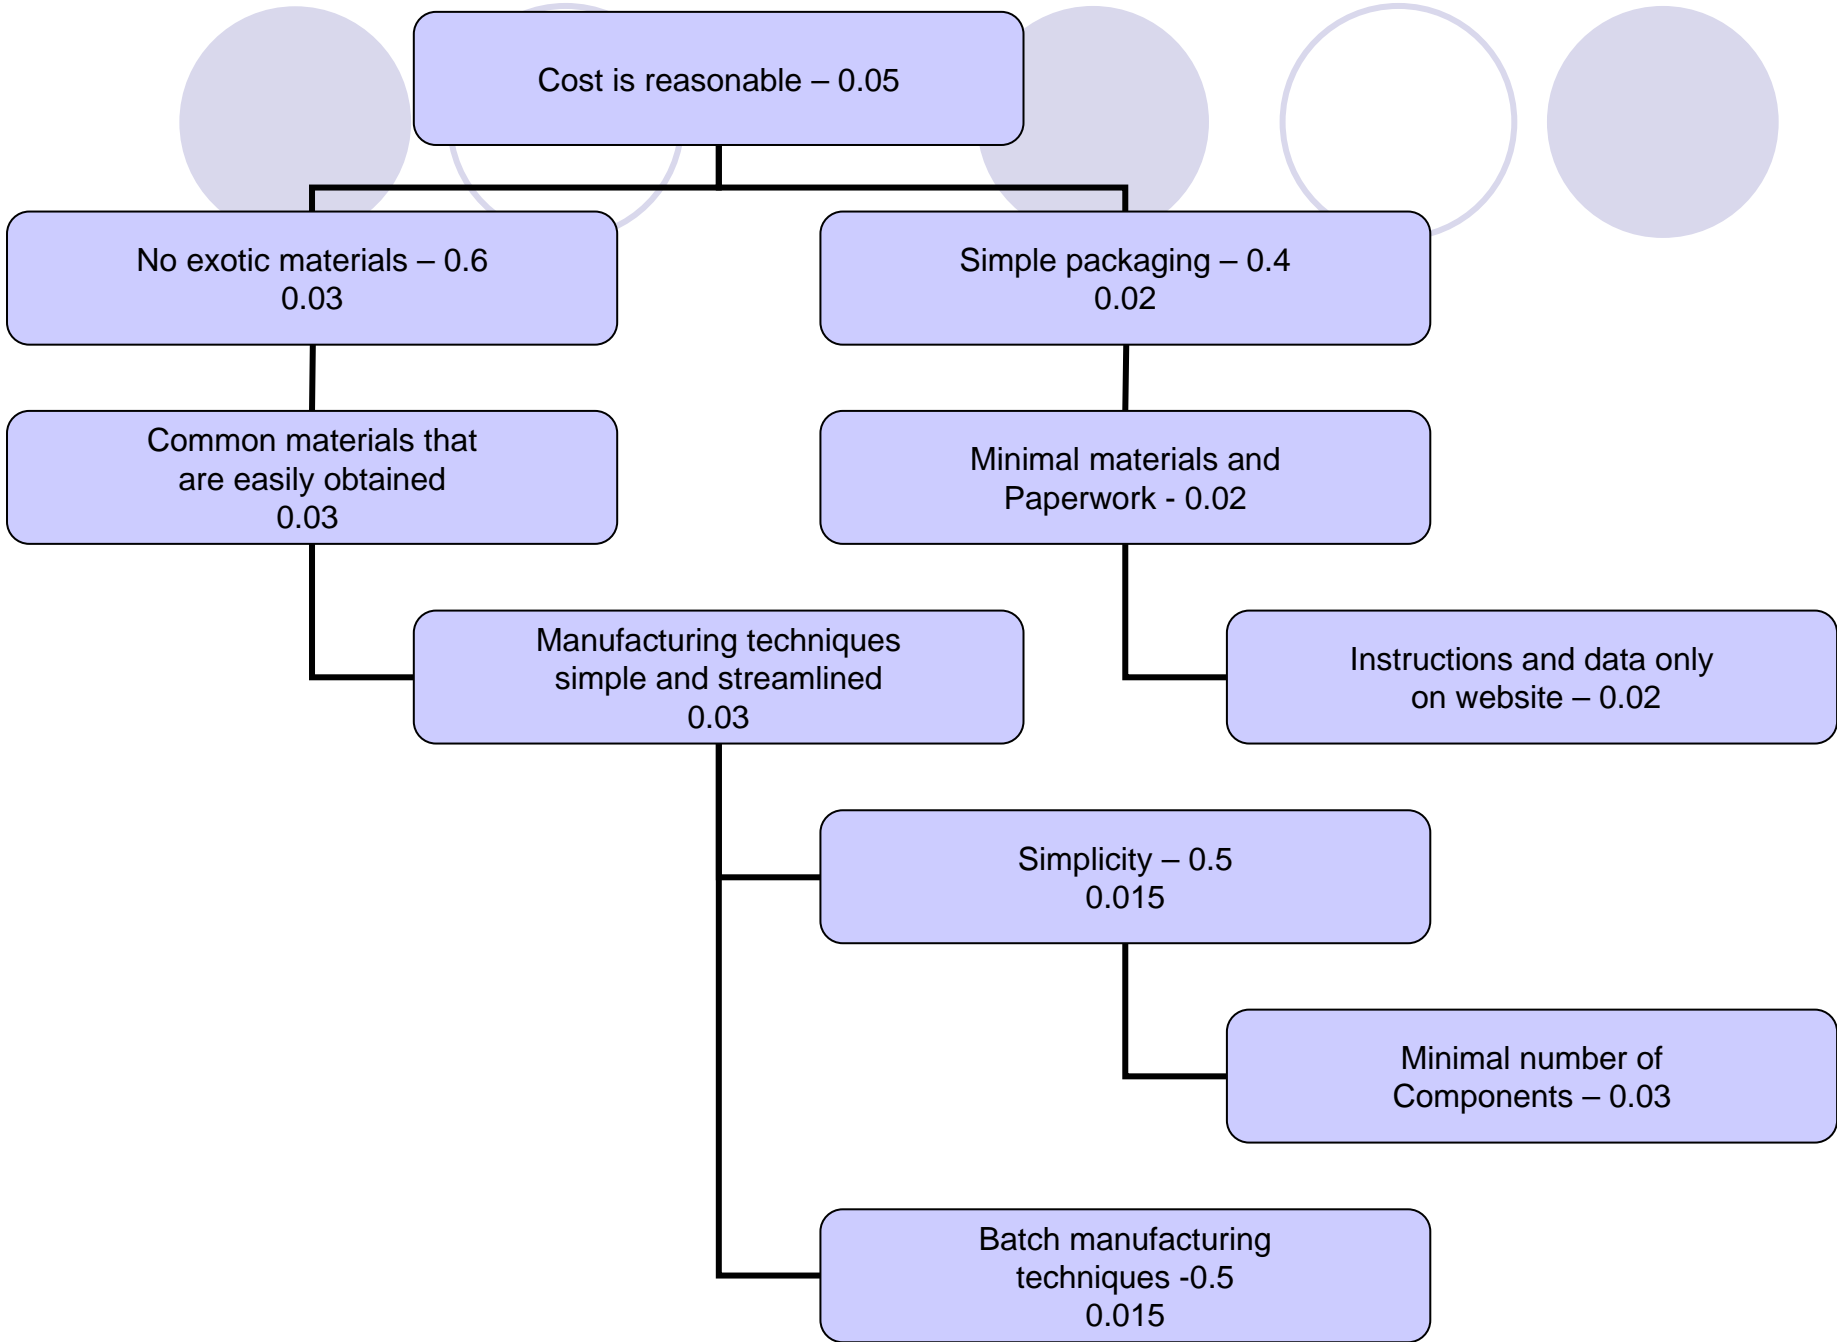 Cost is reasonable – 0.05
No exotic materials – 0.6
0.03
Simple packaging – 0.4
0.02
Common materials that
are easily obtained
0.03
Minimal materials and
Paperwork - 0.02
Manufacturing techniques
simple and streamlined
0.03
Instructions and data only
on website – 0.02
Simplicity – 0.5
0.015
Minimal number of
Components – 0.03
Batch manufacturing
techniques -0.5
0.015